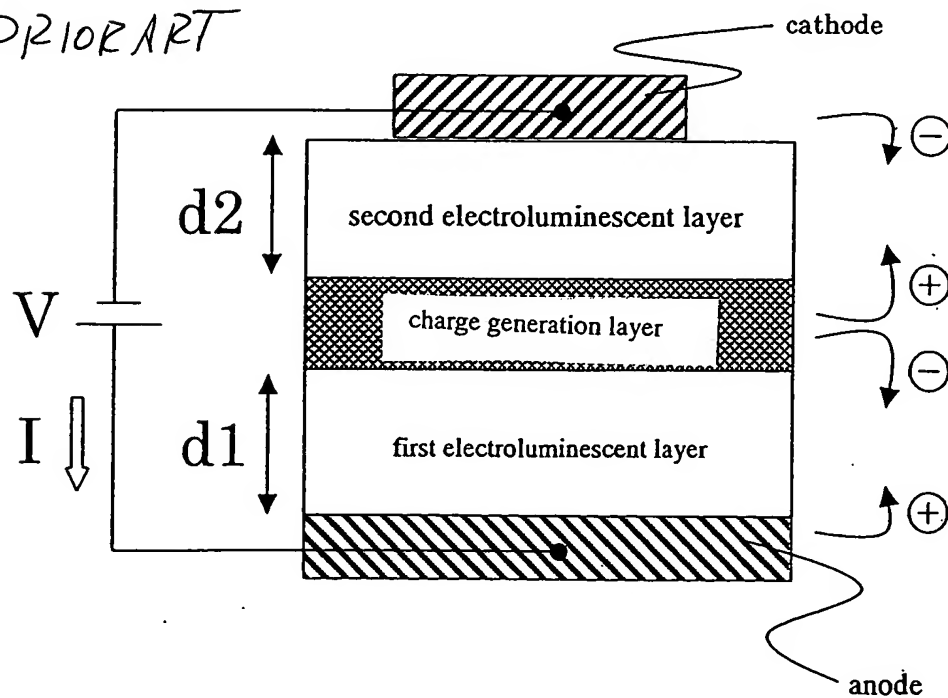 PRIOR ART
cathode
−
d2
second electroluminescent layer
+
V
charge generation layer
−
I
d1
first electroluminescent layer
+
anode